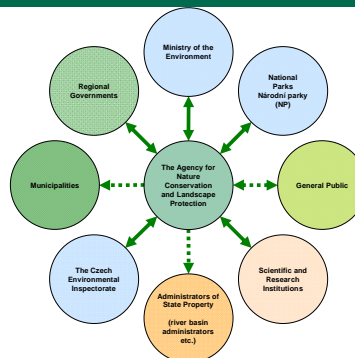 Ministry of the
Environment
Regional
Governments
National
Parks
Národní parky
(NP)
The Agency for
Nature
Conservation
and Landscape
Protection
Municipalities
General Public
The Czech
Environmental
Inspectorate
Scientific and
Research
Institutions
Administrators of
State Property
(river basin
administrators
etc.)